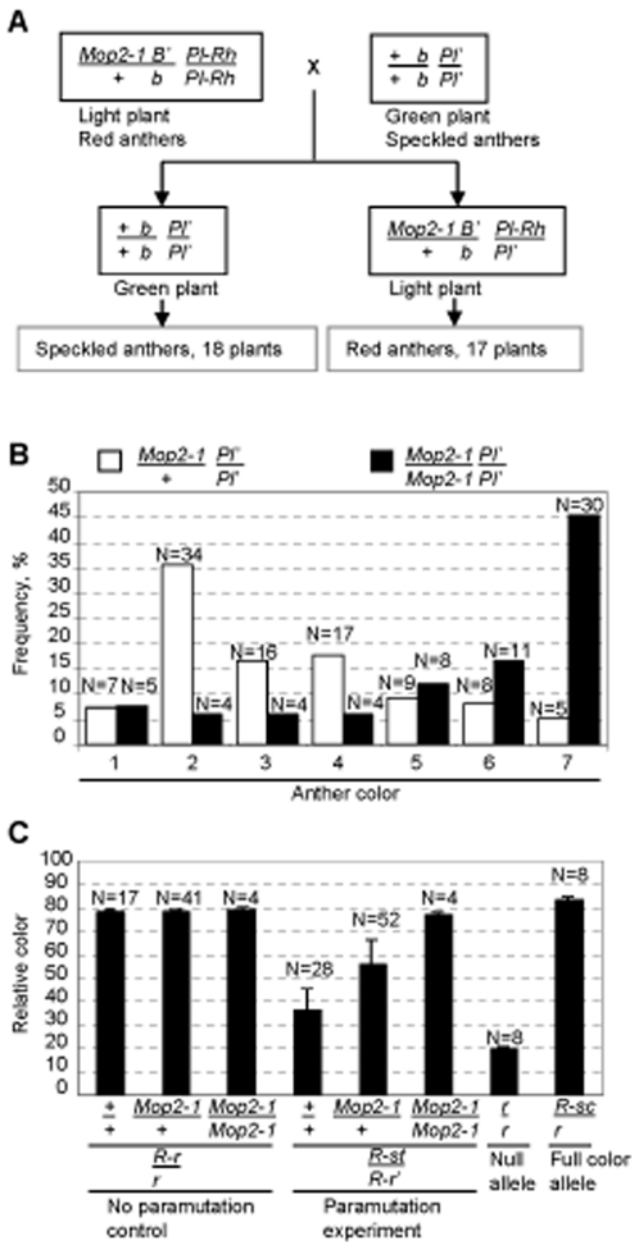 A
Mop2-1 B' Pl-Rh
+ b Pl-Rh
X
+ b Pl'
+ b Pl'
Light plant
Red anthers
Green plant
Speckled anthers
+ b Pl'
+ b Pl'
Mop2-1 B' Pl-Rh
+ b Pl'
Green plant
Light plant
Speckled anthers, 18 plants
Red anthers, 17 plants
B
Mop2-1 Pl'
+ Pl'
Mop2-1 Pl'
Mop2-1 Pl'
Frequency, %
50
45
35
30
25
20
15
10
5
0
N=7
N=5
N=34
N=4
N=16
N=4
N=17
N=4
N=9
N=8
N=8
N=11
N=5
N=30
1 2 3 4 5 6 7
Anther color
C
Relative color
100
90
80
70
60
50
40
30
20
10
0
N=17
N=41
N=4
N=28
N=52
N=4
N=8
N=8
+ Mop2-1 Mop2-1 + Mop2-1 Mop2-1 r R-sc
+ + Mop2-1 + + Mop2-1 r r
R-r
r
R-st
R-r'
Null
allele
Full color
allele
No paramutation
control
Paramutation
experiment